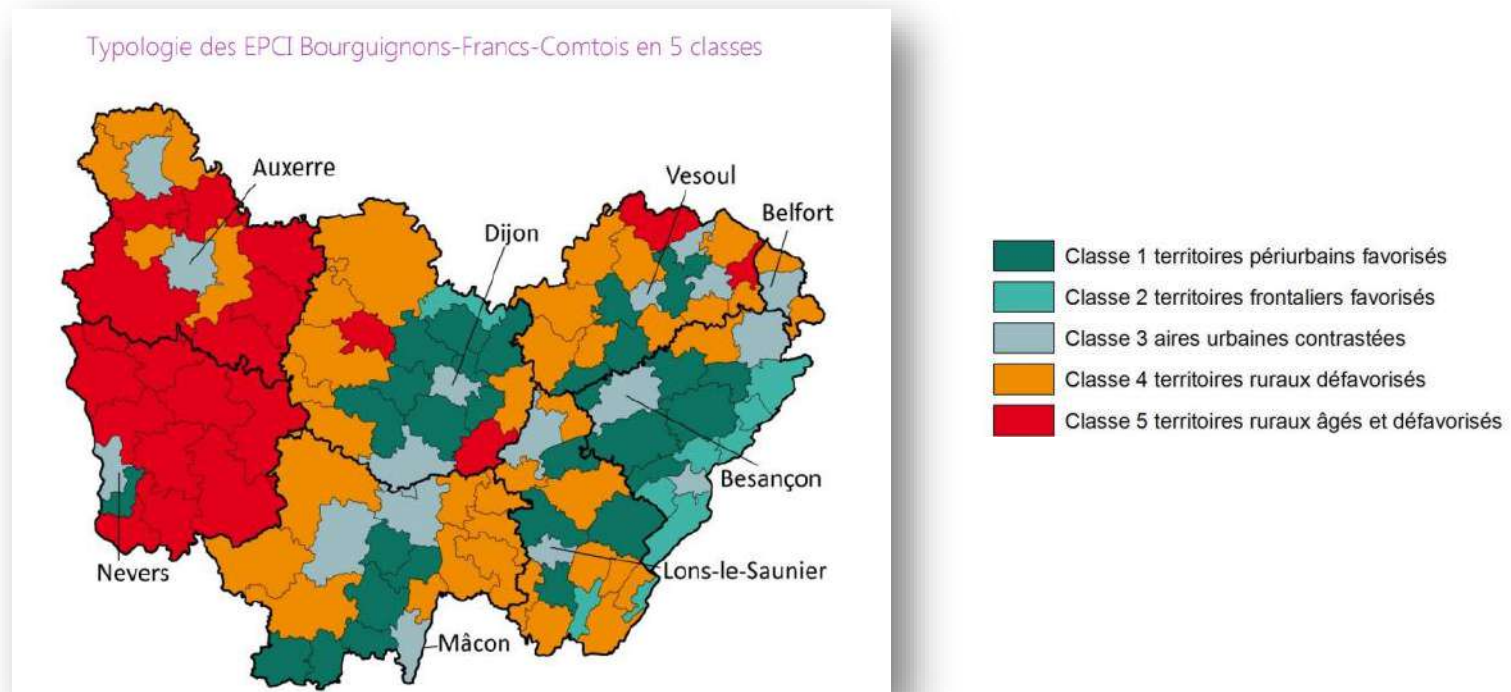 Typologie des EPCI Bourguignons-Francs-Comtois en 5 classes
Auxerre
Vesoul
Belfort
Dijon
Besançon
Nevers
Lons-le-Saunier
Mâcon
Classe 1 territoires périurbains favorisés
Classe 2 territoires frontaliers favorisés
Classe 3 aires urbaines contrastées
Classe 4 territoires ruraux défavorisés
Classe 5 territoires ruraux âgés et défavorisés